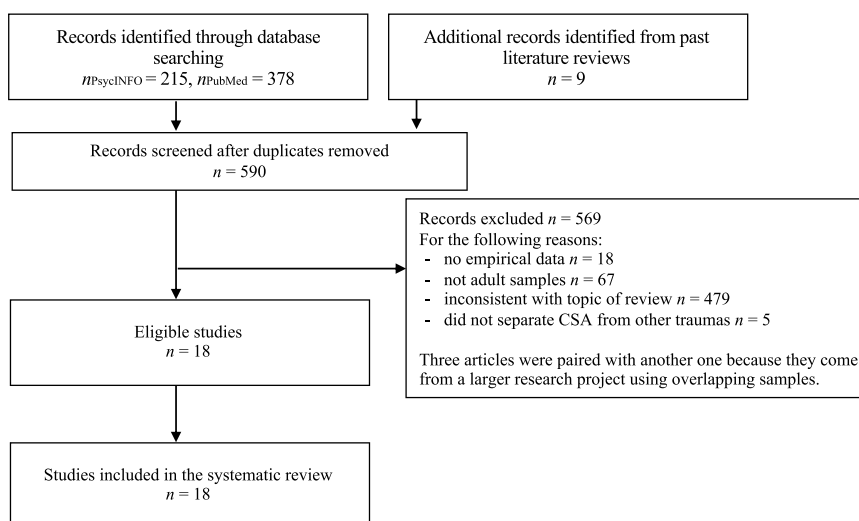 Records identified through database
searching
nPsycINFO = 215, nPubMed = 378
Additional records identified from past
literature reviews
n = 9
Records screened after duplicates removed
n = 590
Records excluded n = 569
For the following reasons:
- no empirical data n = 18
- not adult samples n = 67
- inconsistent with topic of review n = 479
- did not separate CSA from other traumas n = 5
Three articles were paired with another one because they come
from a larger research project using overlapping samples.
Eligible studies
n = 18
Studies included in the systematic review
n = 18